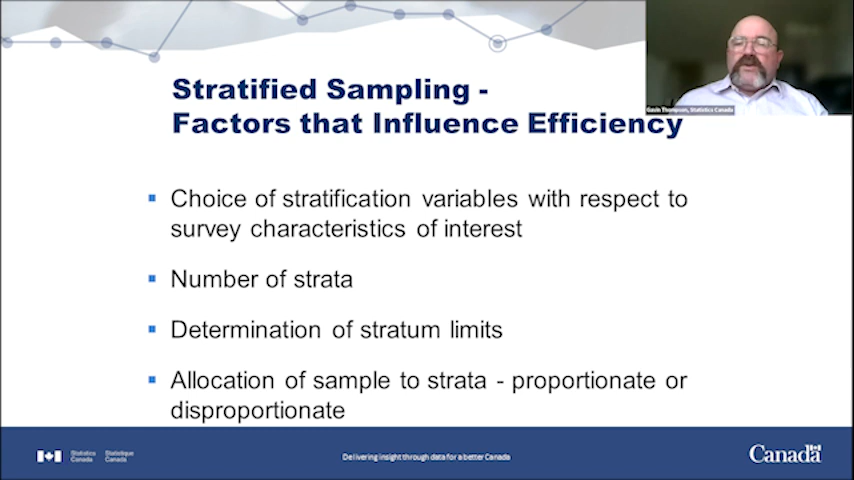 Stratified Sampling -
Factors that Influence Efficiency
Gavin Thompson, Statistics Canada
▪ Choice of stratification variables with respect to
survey characteristics of interest
▪ Number of strata
▪ Determination of stratum limits
▪ Allocation of sample to strata - proportionate or
disproportionate
Statistics
Canada
Statistique
Canada
Delivering insight through data for a better Canada
Canada